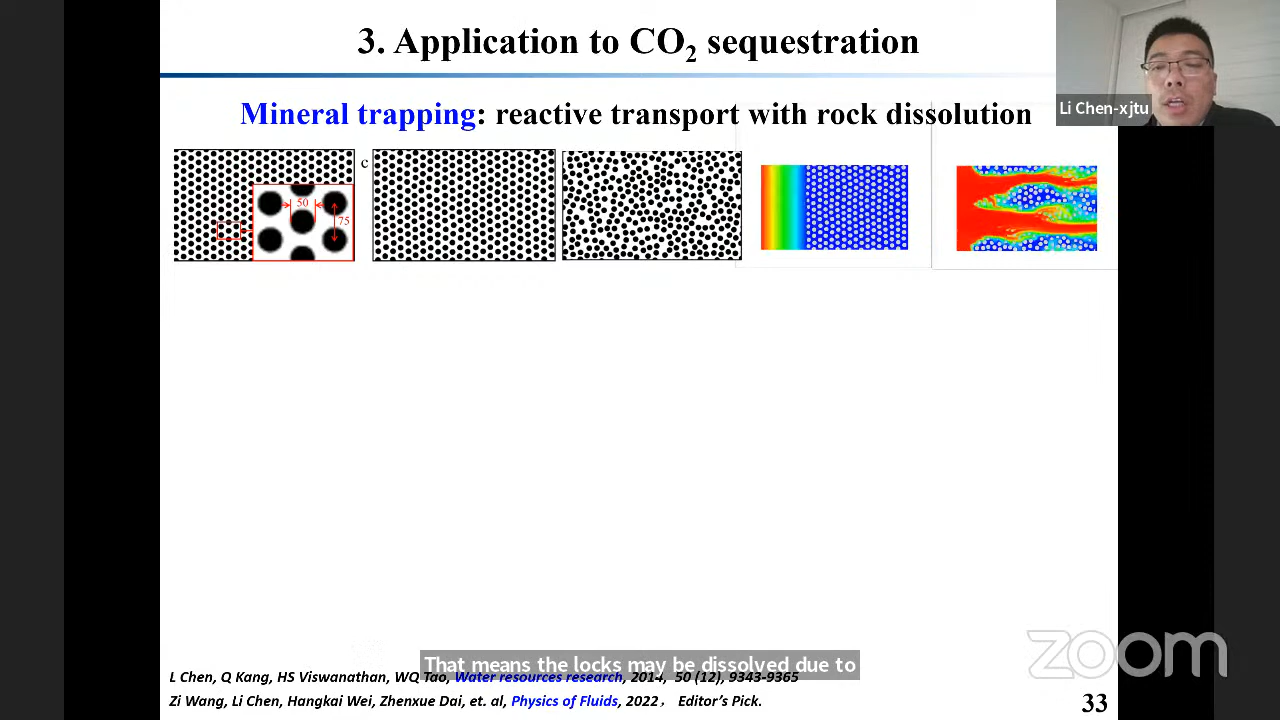 3. Application to CO₂ sequestration
Li Chen-xjtu
Mineral trapping: reactive transport with rock dissolution
c
50
75
That means the locks may be dissolved due to
L Chen, Q Kang, HS Viswanathan, WQ Tao, Water resources research, 2014, 50 (12), 9343-9365
Zi Wang, Li Chen, Hangkai Wei, Zhenxue Dai, et. al, Physics of Fluids, 2022， Editor's Pick.
zoom
33